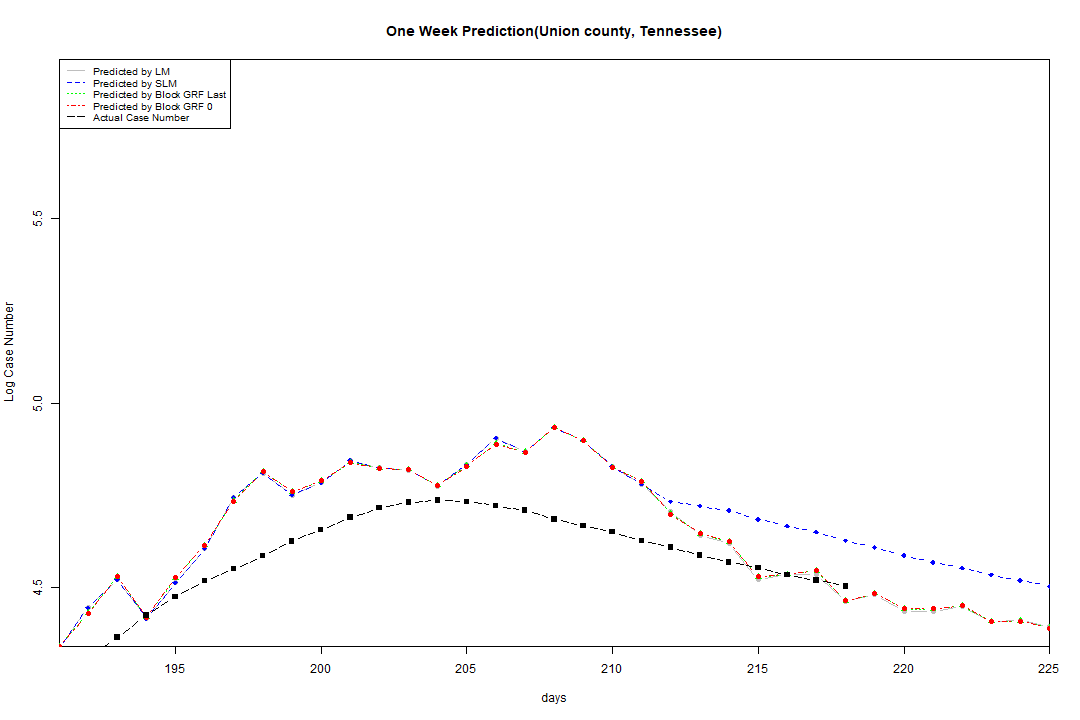 One Week Prediction(Union county, Tennessee)
Predicted by LM
Predicted by SLM
Predicted by Block GRF Last
Predicted by Block GRF 0
Actual Case Number
Log Case Number
5.5
5.0
4.5
195 200 205 210 215 220 225
days